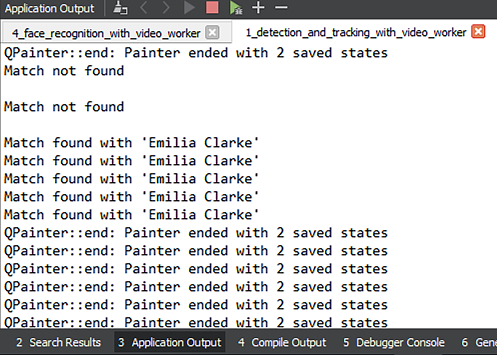 Application Output
4_face_recognition_with_video_worker 1_detection_and_tracking_with_video_worker
QPainter::end: Painter ended with 2 saved states
Match not found
Match not found
Match found with 'Emilia Clarke'
Match found with 'Emilia Clarke'
Match found with 'Emilia Clarke'
Match found with 'Emilia Clarke'
Match found with 'Emilia Clarke'
QPainter::end: Painter ended with 2 saved states
QPainter::end: Painter ended with 2 saved states
QPainter::end: Painter ended with 2 saved states
QPainter::end: Painter ended with 2 saved states
QPainter::end: Painter ended with 2 saved states
QPainter::end: Painter ended with 2 saved states
2 Search Results 3 Application Output 4 Compile Output 5 Debugger Console 6 Gene